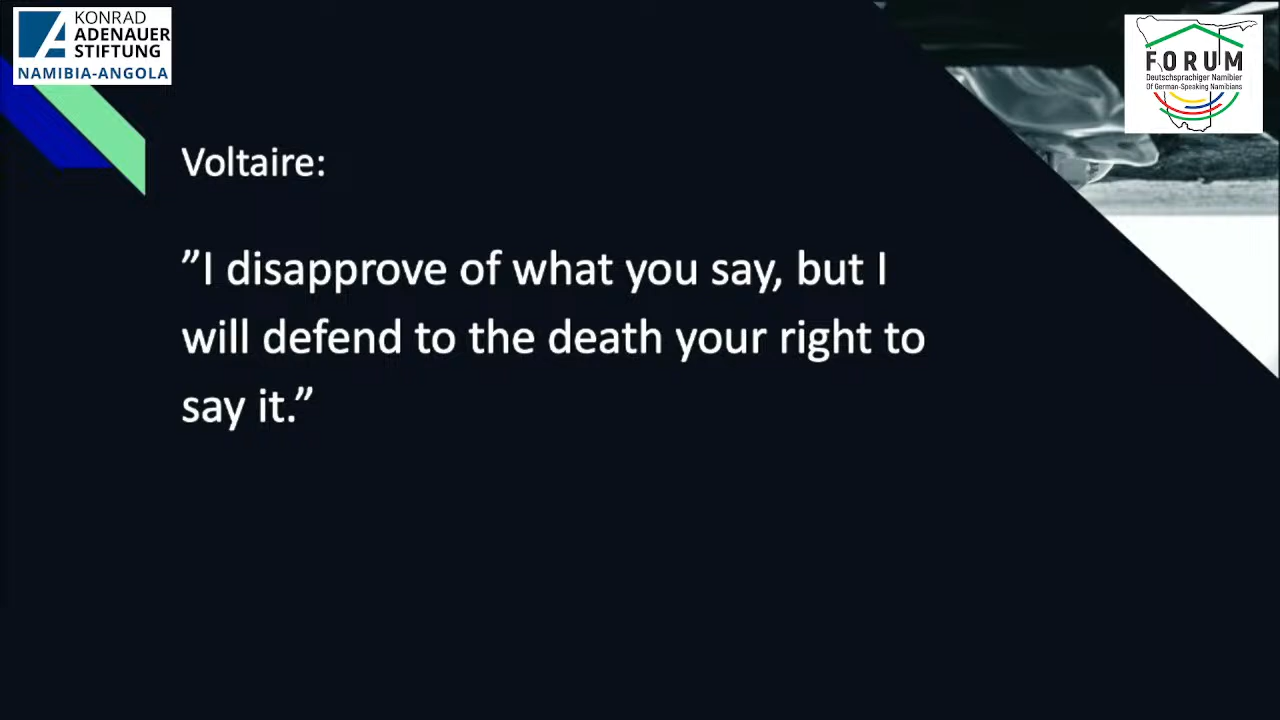 KONRAD
ADENAUER
STIFTUNG
NAMIBIA-ANGOLA
FORUM
Deutschsprachiger Namibier
Of German-Speaking Namibians
Voltaire:
”I disapprove of what you say, but I
will defend to the death your right to
say it.”